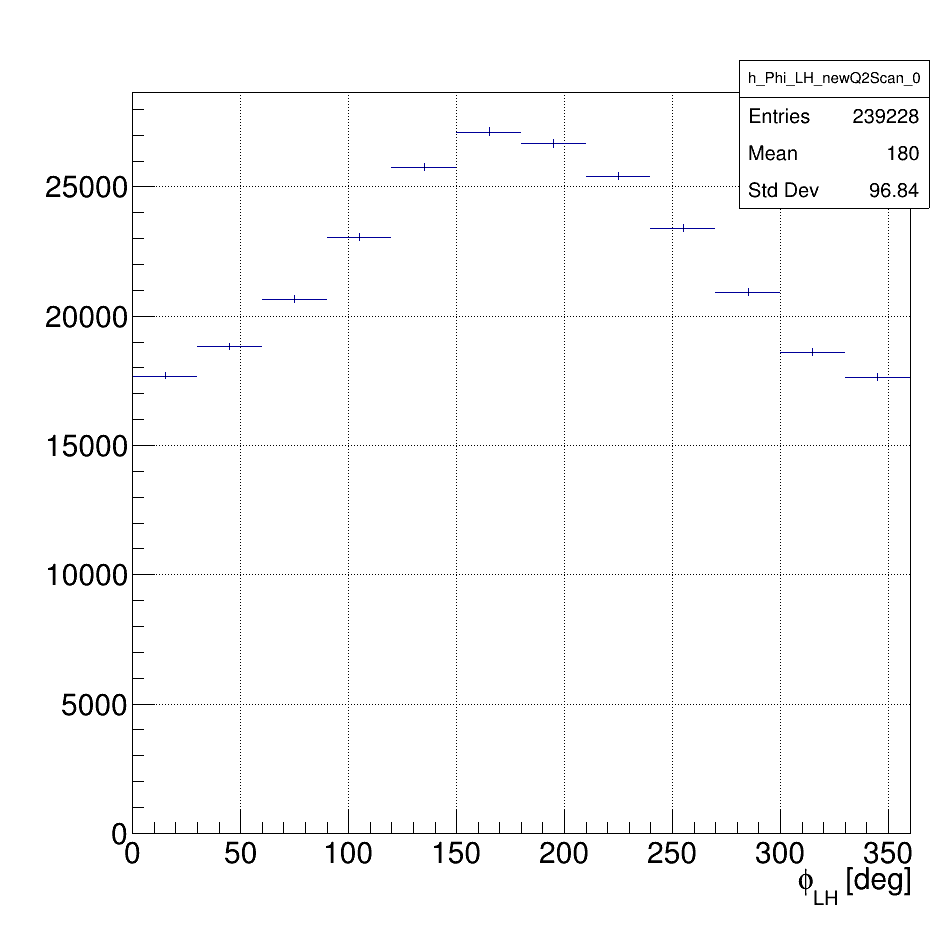 h_Phi_LH_newQ2Scan_0
Entries 239228
Mean 180
Std Dev 96.84
25000
20000
15000
10000
5000
0
0 50 100 150 200 250 300 350
ϕLH [deg]